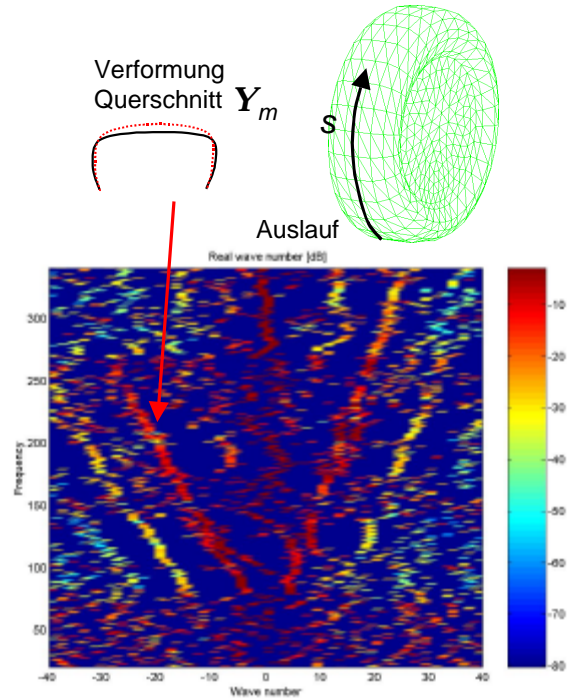 Verformung
Querschnitt Y_m
s
Auslauf
Real wave number [dB]
Frequency
300
250
200
150
100
50
-40 -30 -20 -10 0 10 20 30 40
Wave number
-10
-20
-30
-40
-50
-60
-70
-80